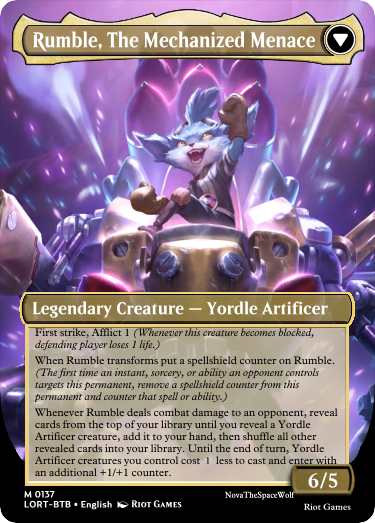 Rumble, The Mechanized Menace
Legendary Creature — Yordle Artificer
First strike, Afflict 1 (Whenever this creature becomes blocked,
defending player loses 1 life.)
When Rumble transforms put a spellshield counter on Rumble.
(The first time an instant, sorcery, or ability an opponent controls
targets this permanent, remove a spellshield counter from this
permanent and counter that spell or ability.)
Whenever Rumble deals combat damage to an opponent, reveal
cards from the top of your library until you reveal a Yordle
Artificer creature, add it to your hand, then shuffle all other
revealed cards into your library. Until the end of turn, Yordle
Artificers creatures you control cost 1 less to cast and enter with
an additional +1/+1 counter.
6/5
M 0137
NovaTheSpaceWolf
LORT-BTB • English RIOT GAMES
Riot Games